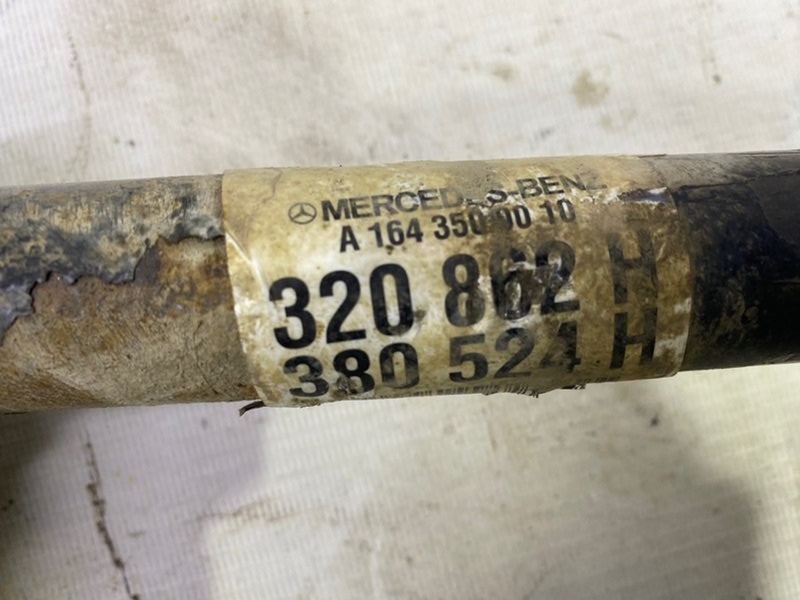 MERCEDES-BENZ
A 164 350 00 10
320 862 H
380 524 H